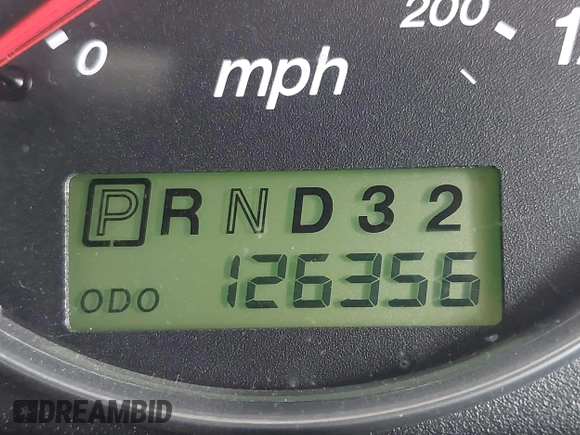 0
200
mph
P R N D 3 2
ODO 126356
DREAMBID